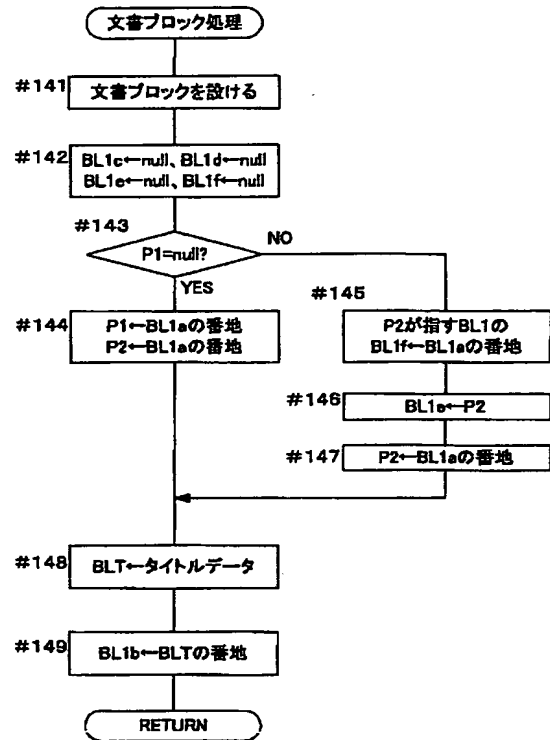 文書ブロック処理
#141
文書ブロックを設ける
#142
BL1c←null、BL1d←null
BL1e←null、BL1f←null
#143
P1=null?
NO
YES
#144
P1←BL1aの番地
P2←BL1aの番地
#145
P2が指すBL1の
BL1f←BL1aの番地
#146
BL1e←P2
#147
P2←BL1aの番地
#148
BLT←タイトルデータ
#149
BL1b←BLTの番地
RETURN